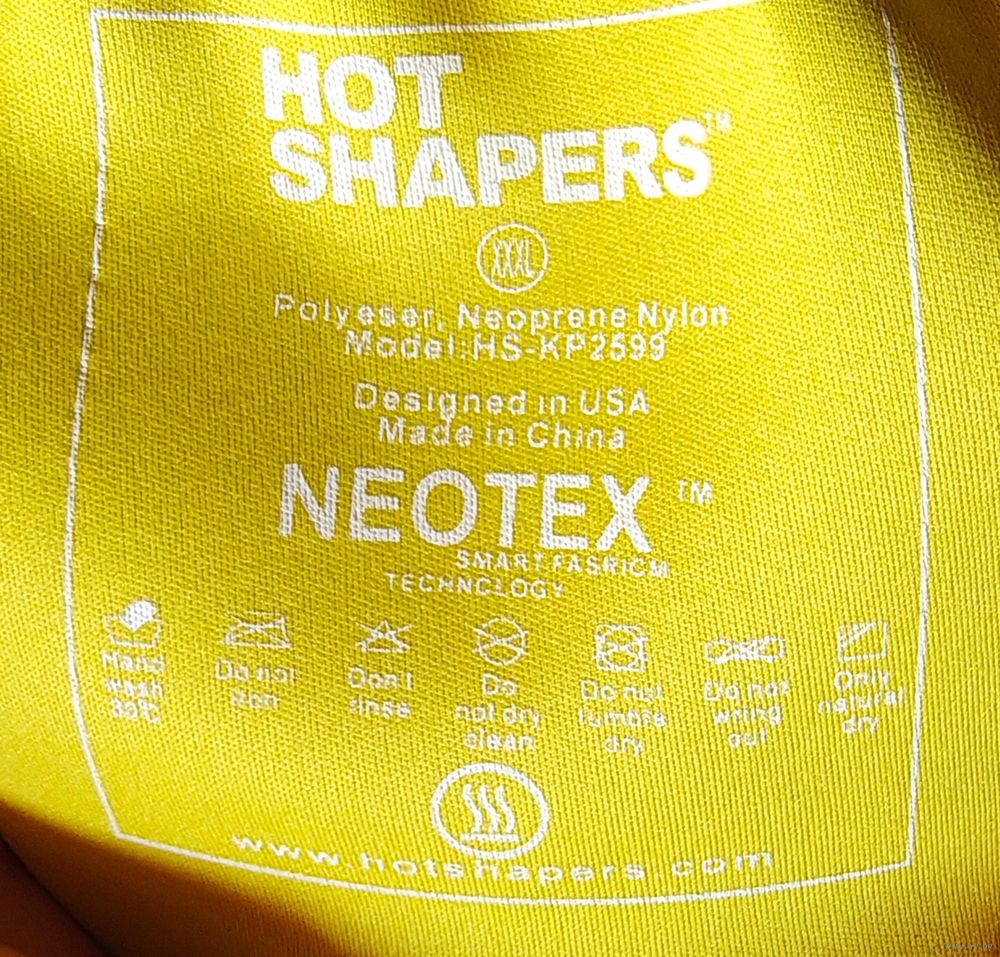 HOT
SHAPERS™
XXXL
Polyeser, Neoprene Nylon
Model:HS-KP2599
Designed in USA
Made in China
NEOTEX ™
SMART FASRICM
TECHNCLOGY
Hand wash 30°C
Do not Iron
Don't rinse
Do not dry clean
Do not tumble dry
Do not wring out
Only natural dry
www.hotshapers.com